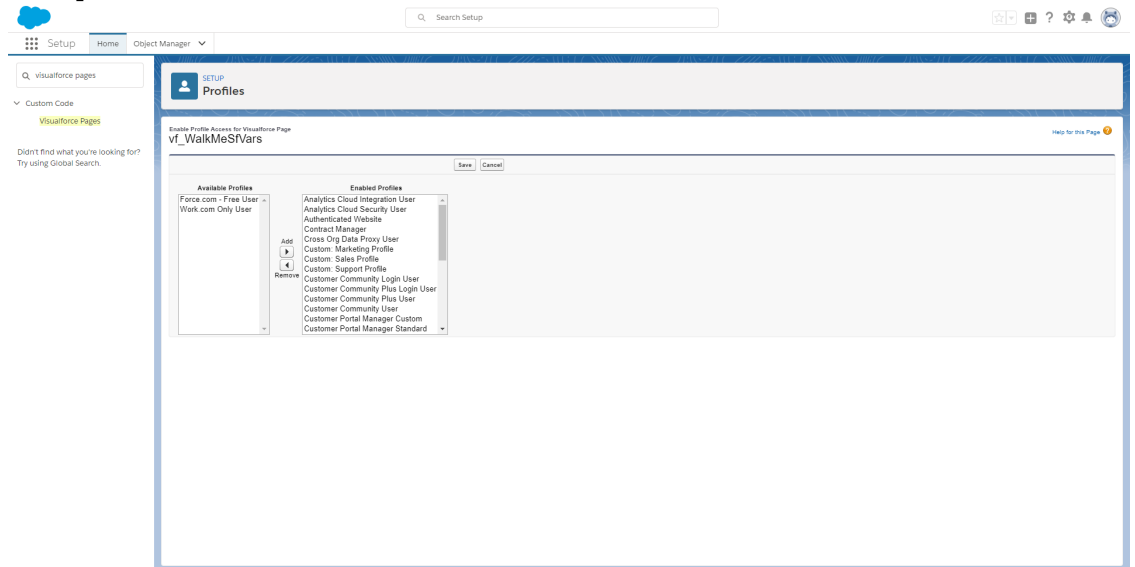 Search Setup
?
Setup
Home
Object Manager
visualforce pages
Custom Code
Visualforce Pages
Didn't find what you're looking for?
Try using Global Search.
SETUP
Profiles
Enable Profile Access for Visualforce Page
vf_WalkMeSfVars
Help for this Page ?
Save Cancel
Available Profiles
Force.com - Free User
Work.com Only User
Add
Remove
Enabled Profiles
Analytics Cloud Integration User
Analytics Cloud Security User
Authenticated Website
Contract Manager
Cross Org Data Proxy User
Custom: Marketing Profile
Custom: Sales Profile
Custom: Support Profile
Customer Community Login User
Customer Community Plus Login User
Customer Community Plus User
Customer Community User
Customer Portal Manager Custom
Customer Portal Manager Standard